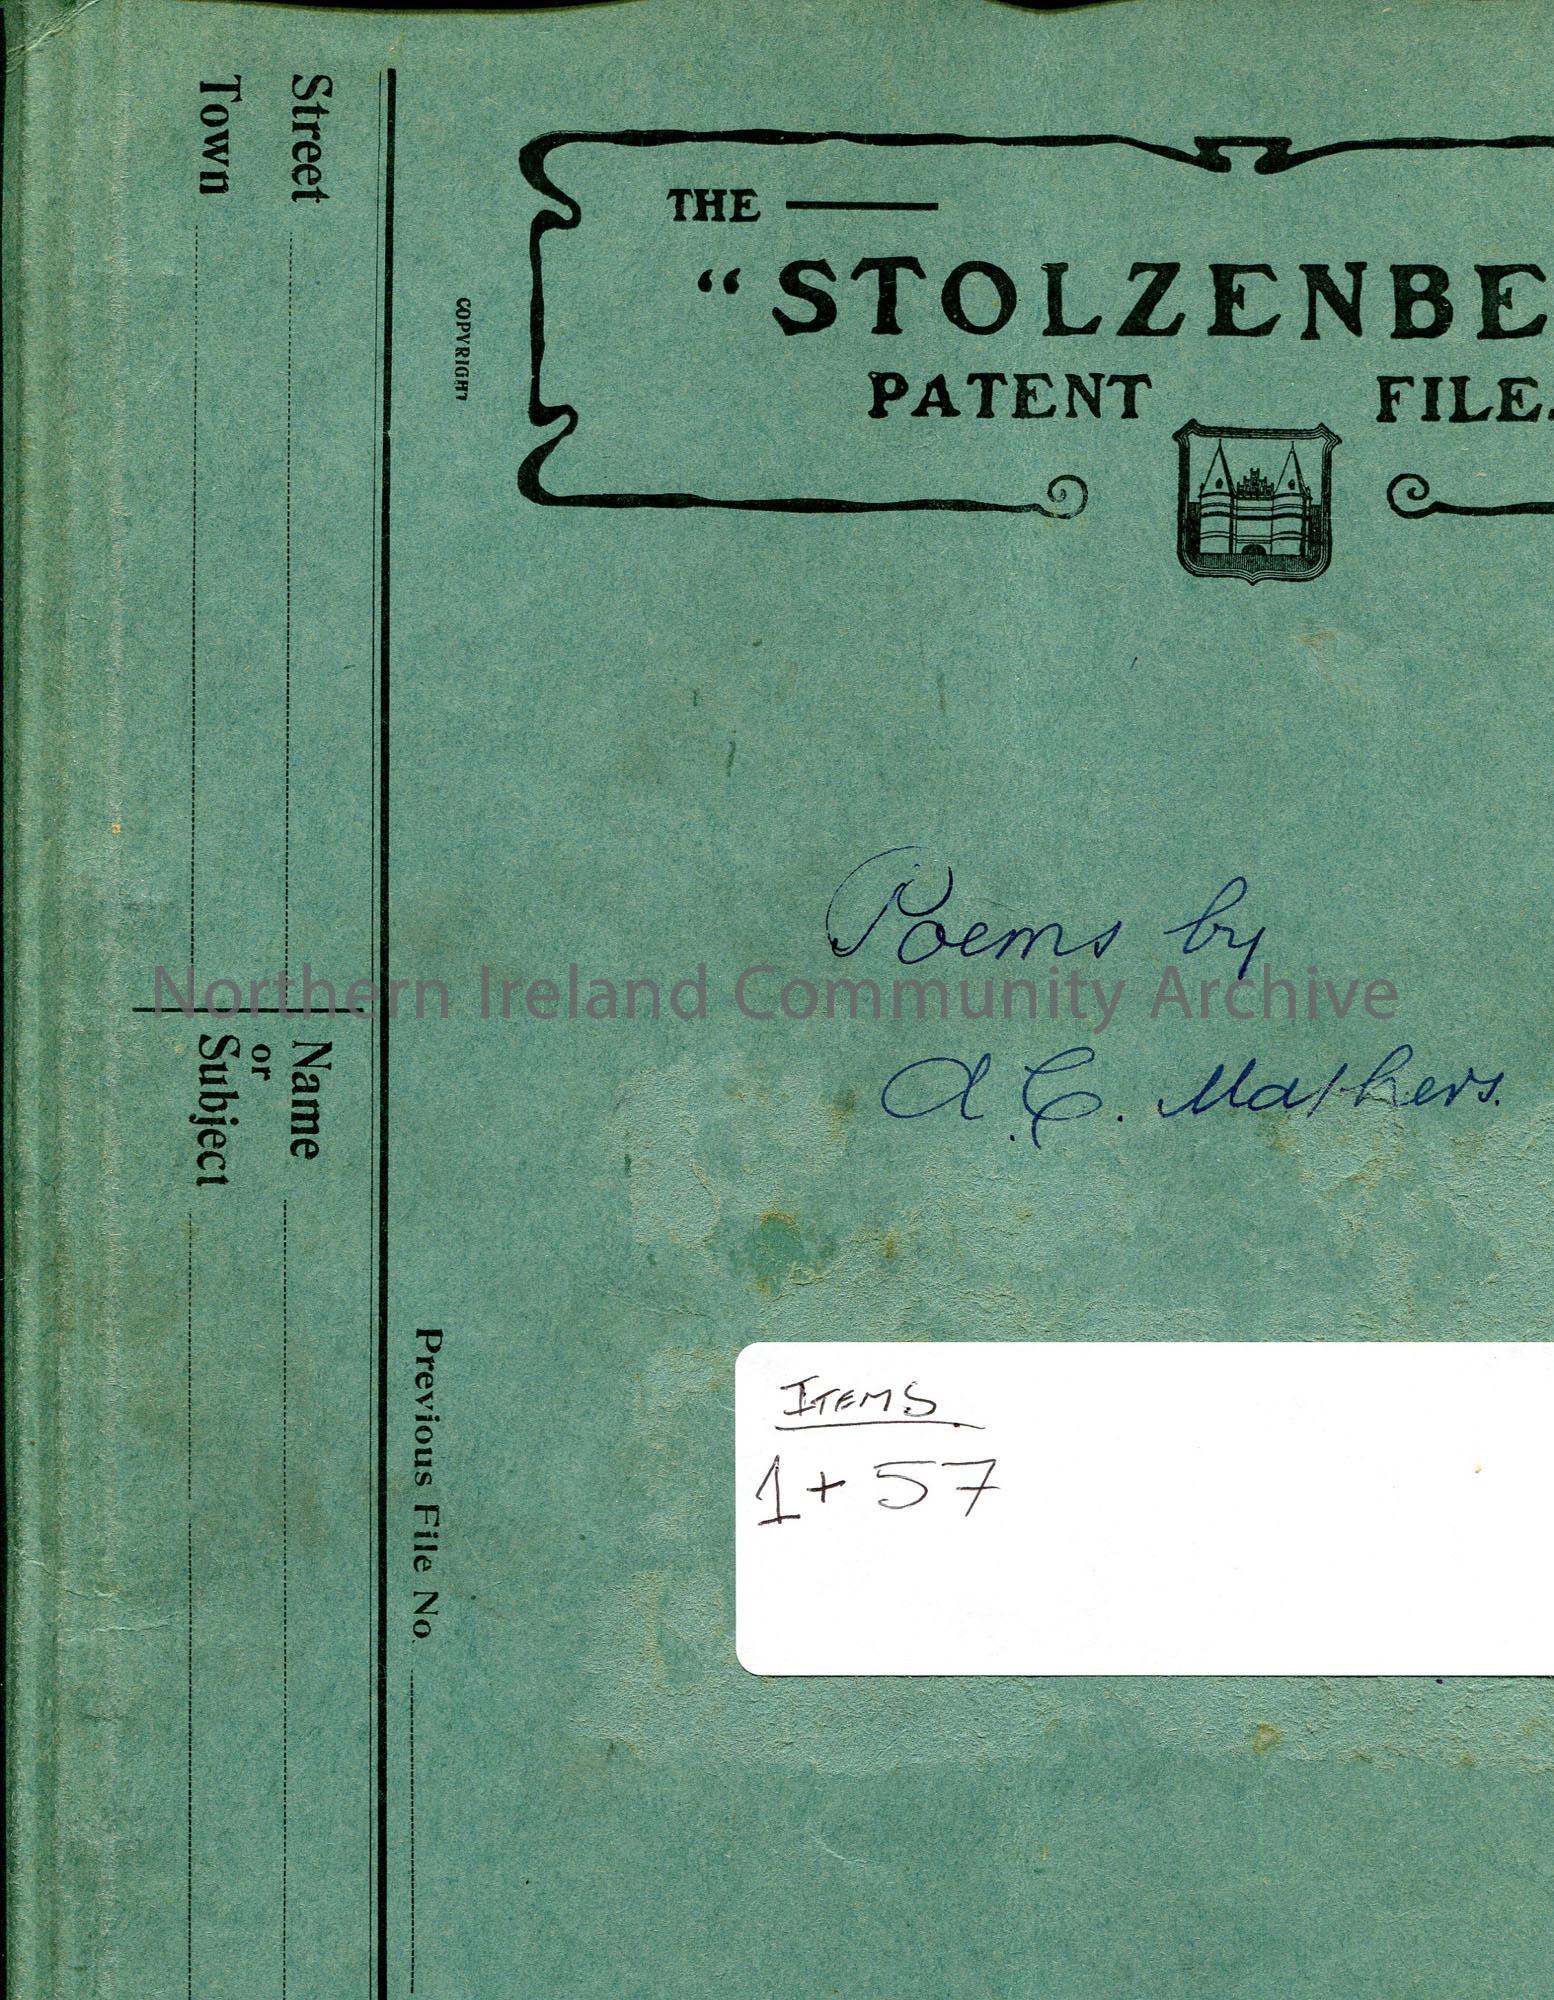 THE
"STOLZENBE
PATENT FILE.
COPYRIGHT
Street
Town
Poems by
A.C. Mathers.
Northern Ireland Community Archive
Name
or
Subject
Previous File No.
ITEMS
1 + 57